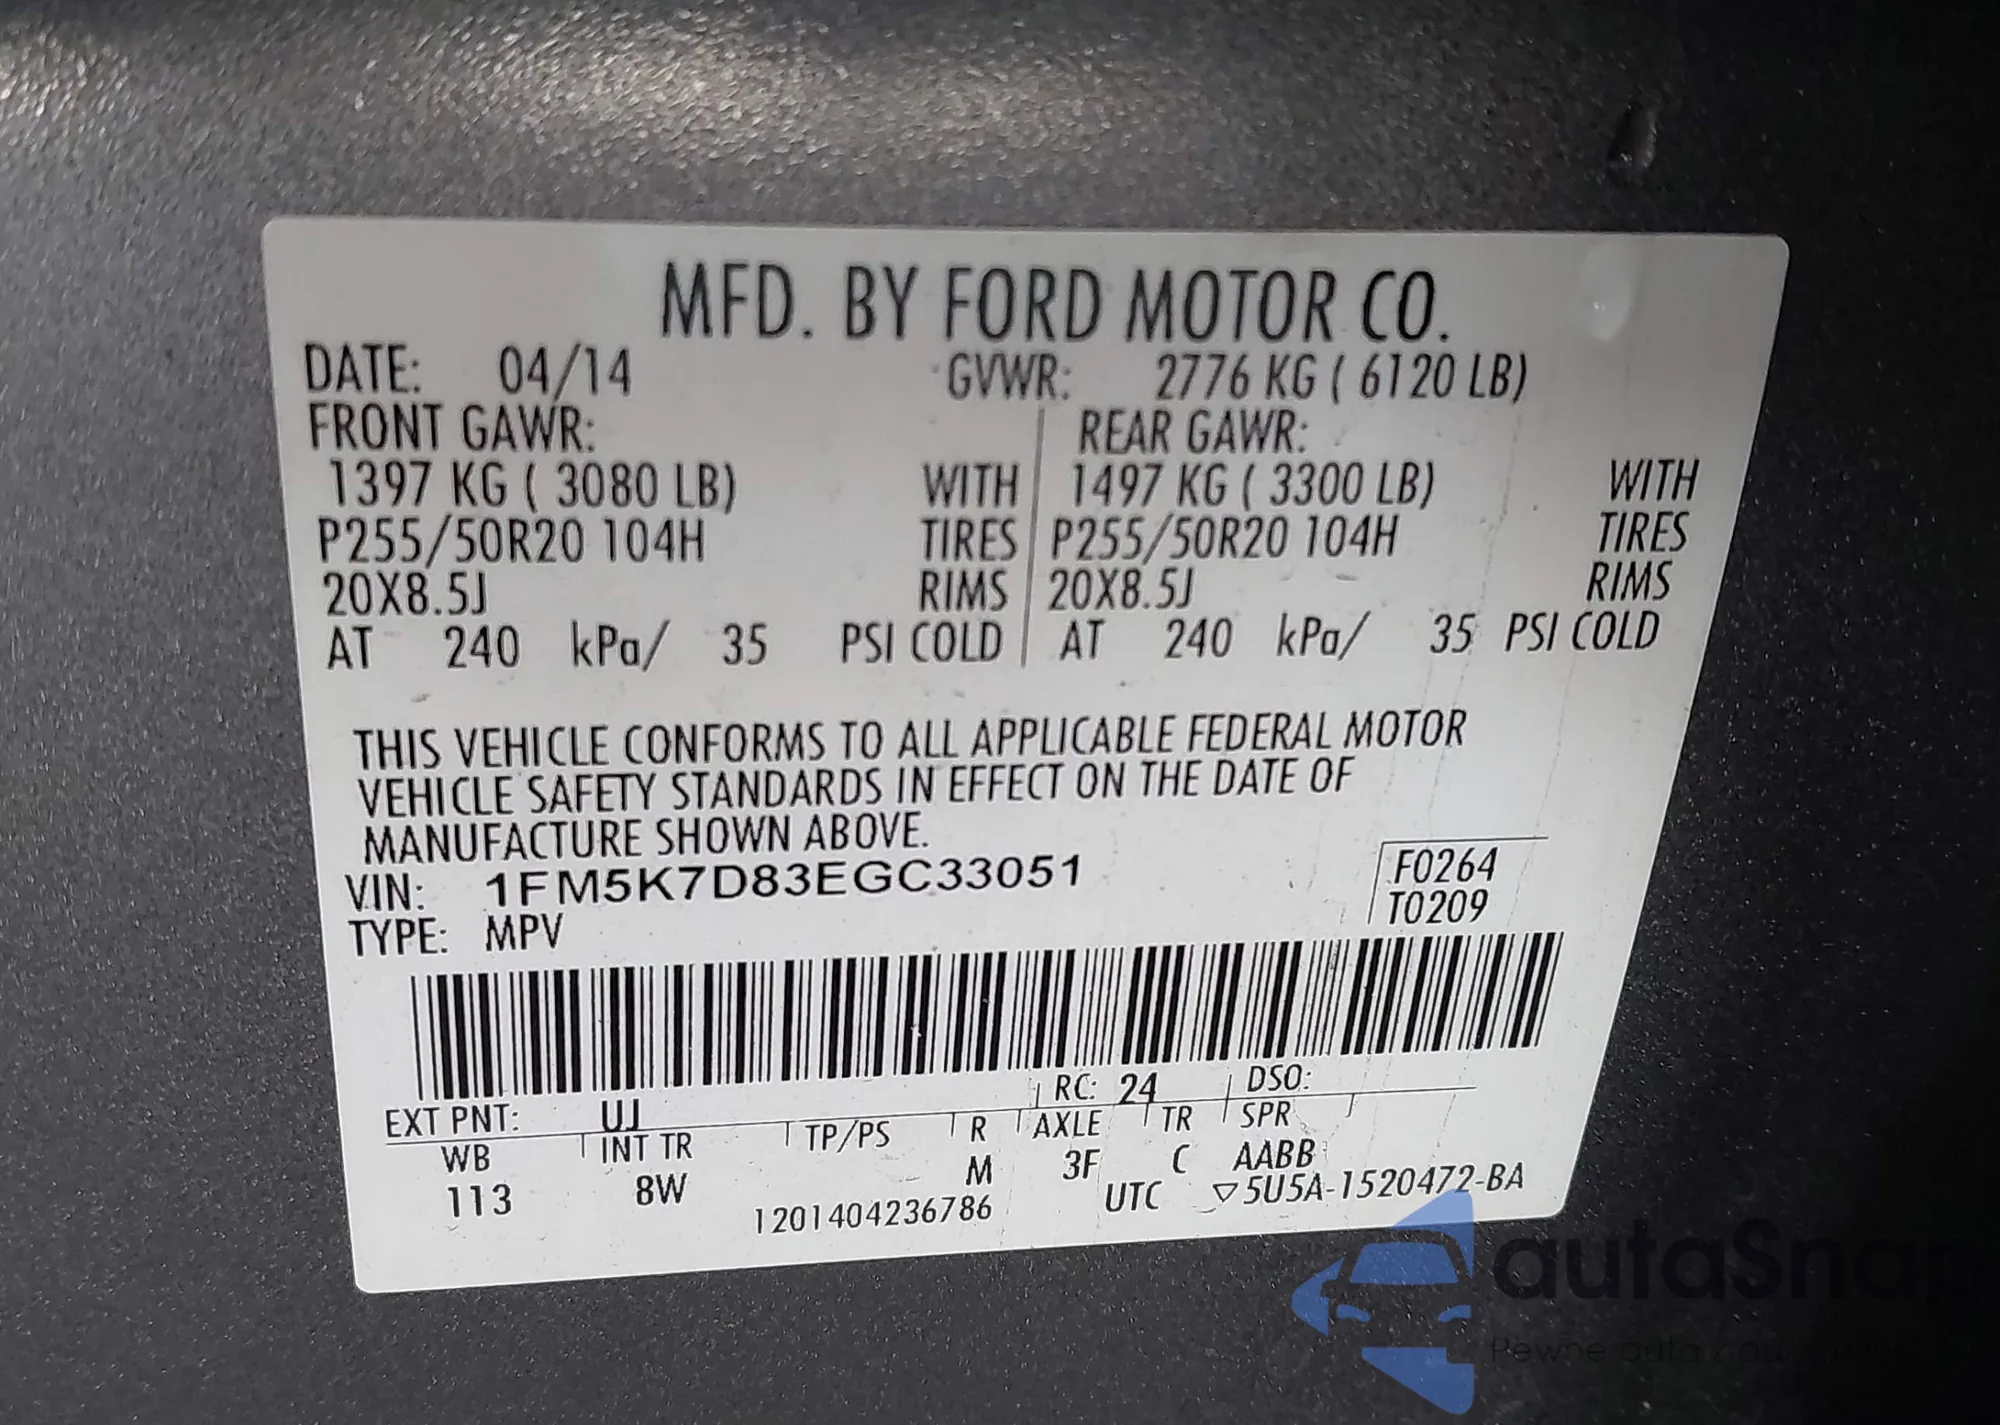 MFD. BY FORD MOTOR CO.
DATE: 04/14 GVWR: 2776 KG ( 6120 LB)
FRONT GAWR: REAR GAWR:
1397 KG ( 3080 LB) WITH 1497 KG ( 3300 LB) WITH
P255/50R20 104H TIRES P255/50R20 104H TIRES
20X8.5J RIMS 20X8.5J RIMS
AT 240 kPa/ 35 PSI COLD AT 240 kPa/ 35 PSI COLD
THIS VEHICLE CONFORMS TO ALL APPLICABLE FEDERAL MOTOR
VEHICLE SAFETY STANDARDS IN EFFECT ON THE DATE OF
MANUFACTURE SHOWN ABOVE.
VIN: 1FM5K7D83EGC33051 F0264
TYPE: MPV T0209
EXT PNT: UJ RC: 24 DSO:
WB INT TR TP/PS R AXLE TR SPR
113 8W M 3F C AABB
1201404236786 UTC ▽5U5A-1520472-BA
autaSnap
Pewne auta z